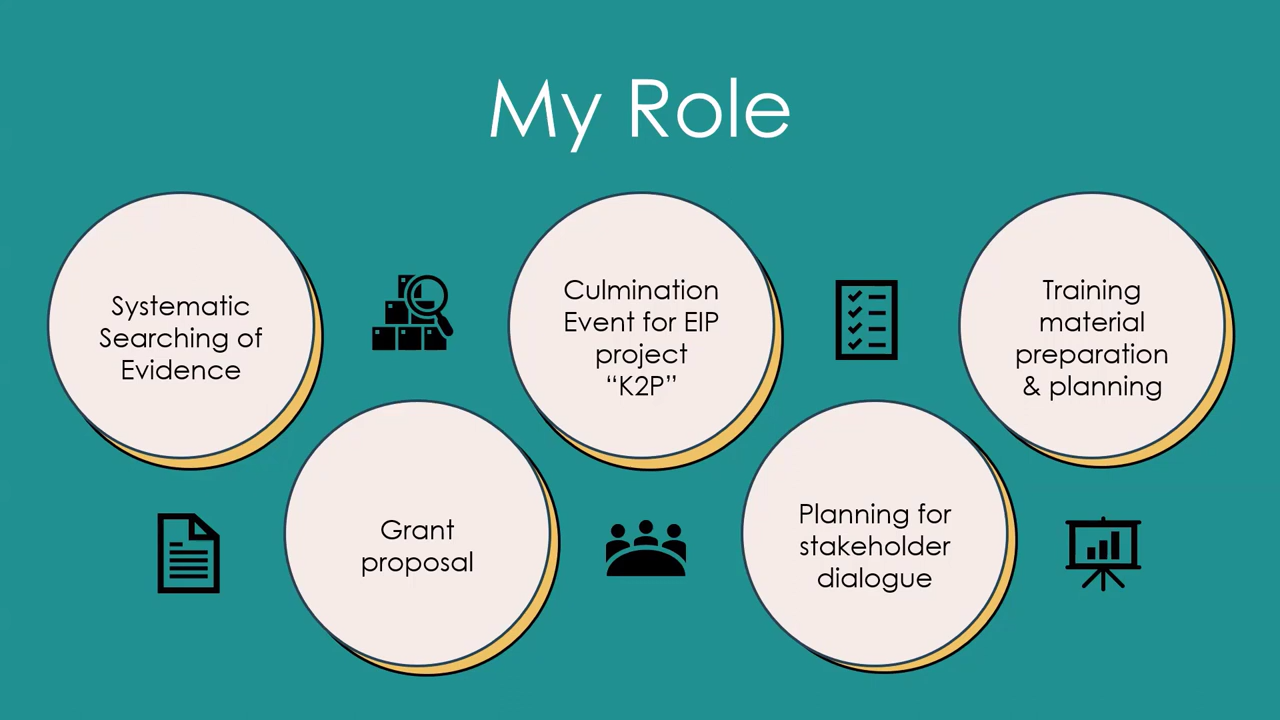 My Role
Systematic
Searching of
Evidence
Culmination
Event for EIP
project
“K2P”
Training
material
preparation
& planning
Grant
proposal
Planning for
stakeholder
dialogue